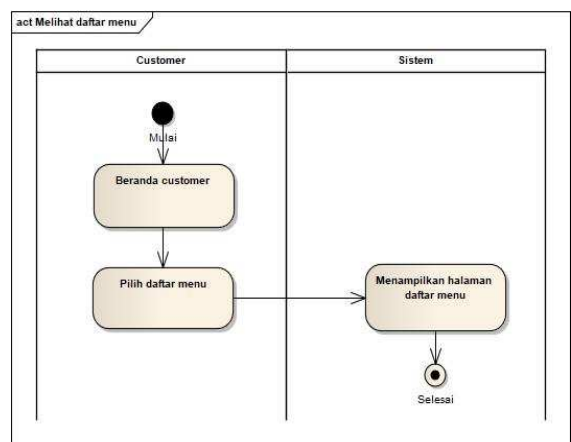 act Melihat daftar menu
Customer
Sistem
Mulai
Beranda customer
Pilih daftar menu
Menampilkan halaman
daftar menu
Selesai